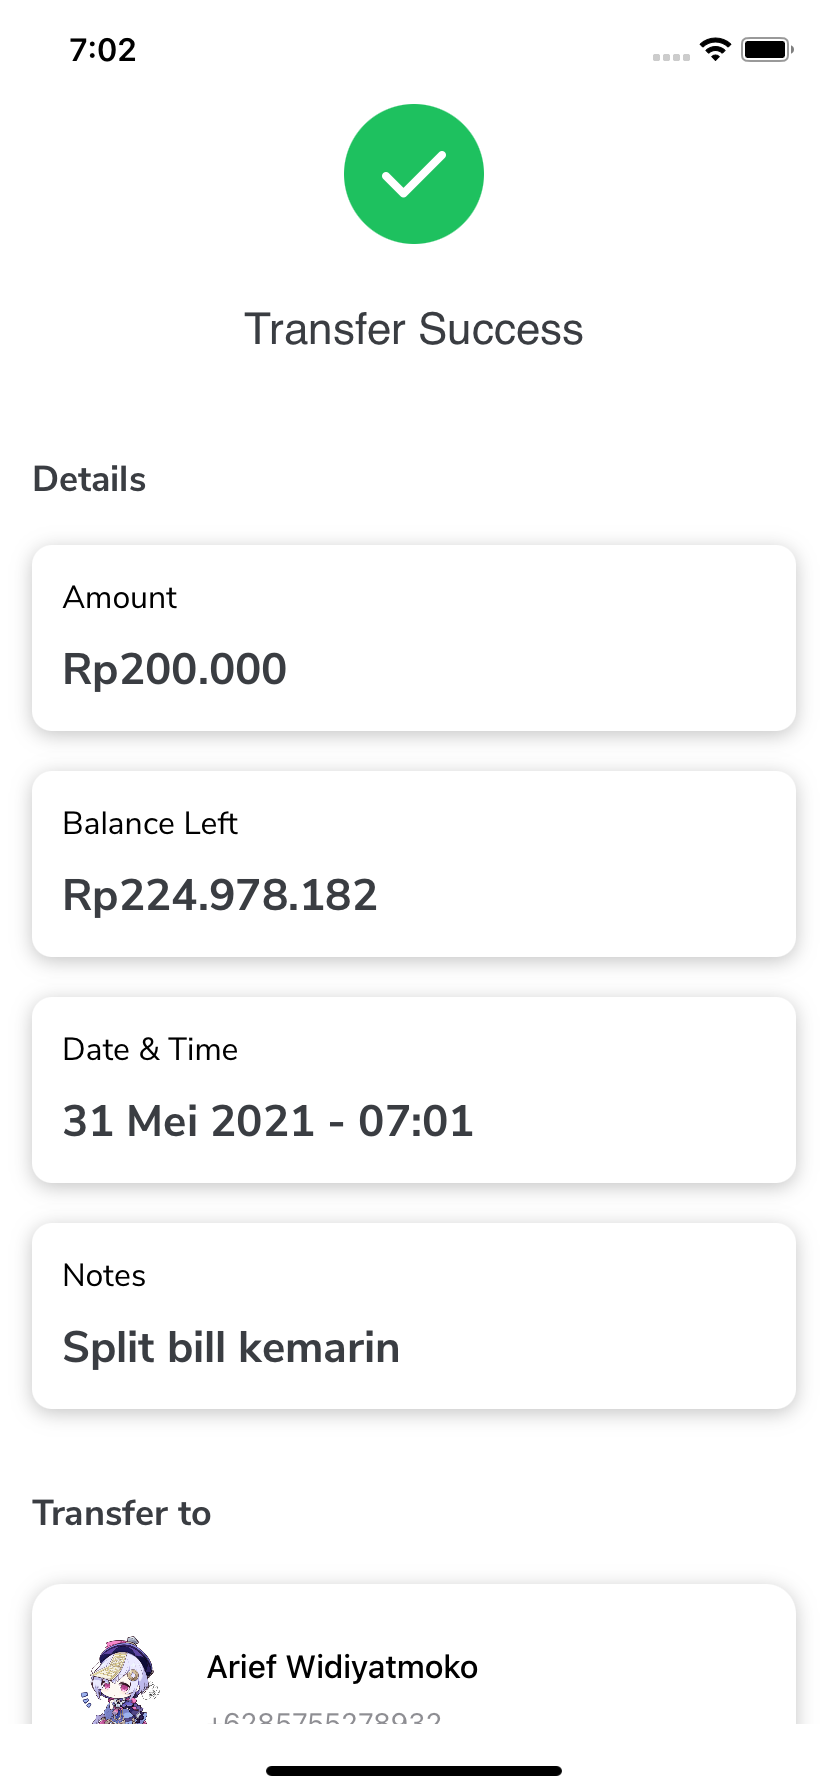 7:02
Transfer Success
Details
Amount
Rp200.000
Balance Left
Rp224.978.182
Date & Time
31 Mei 2021 - 07:01
Notes
Split bill kemarin
Transfer to
Arief Widiyatmoko
+6285755278932